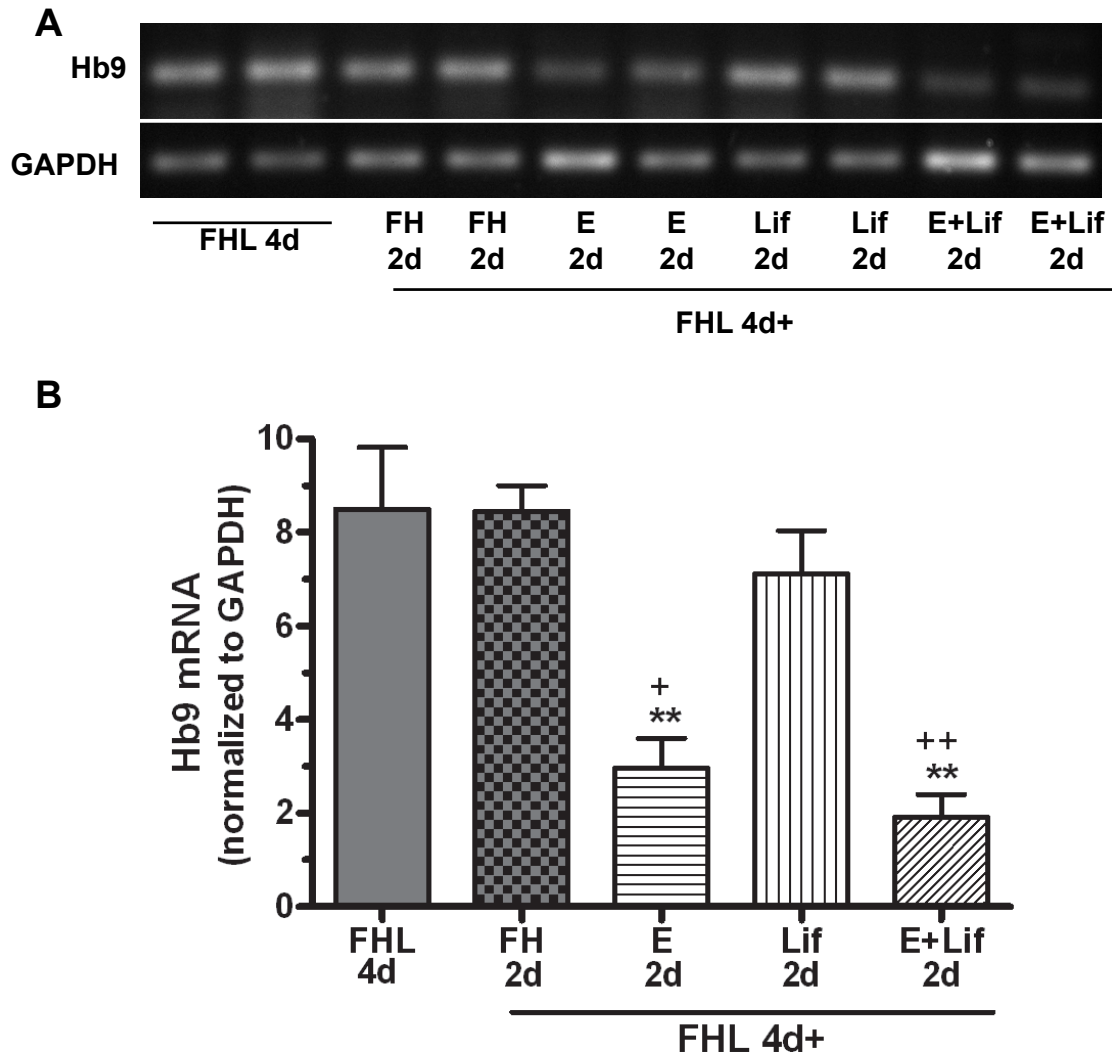 A
Hb9
GAPDH
FHL 4d
FH FH E E Lif Lif E+Lif E+Lif
2d 2d 2d 2d 2d 2d 2d 2d
FHL 4d+
B
Hb9 mRNA
(normalized to GAPDH)
10
8
6
4
2
0
+
**
++
**
FHL FH E Lif E+Lif
4d 2d 2d 2d 2d
FHL 4d+